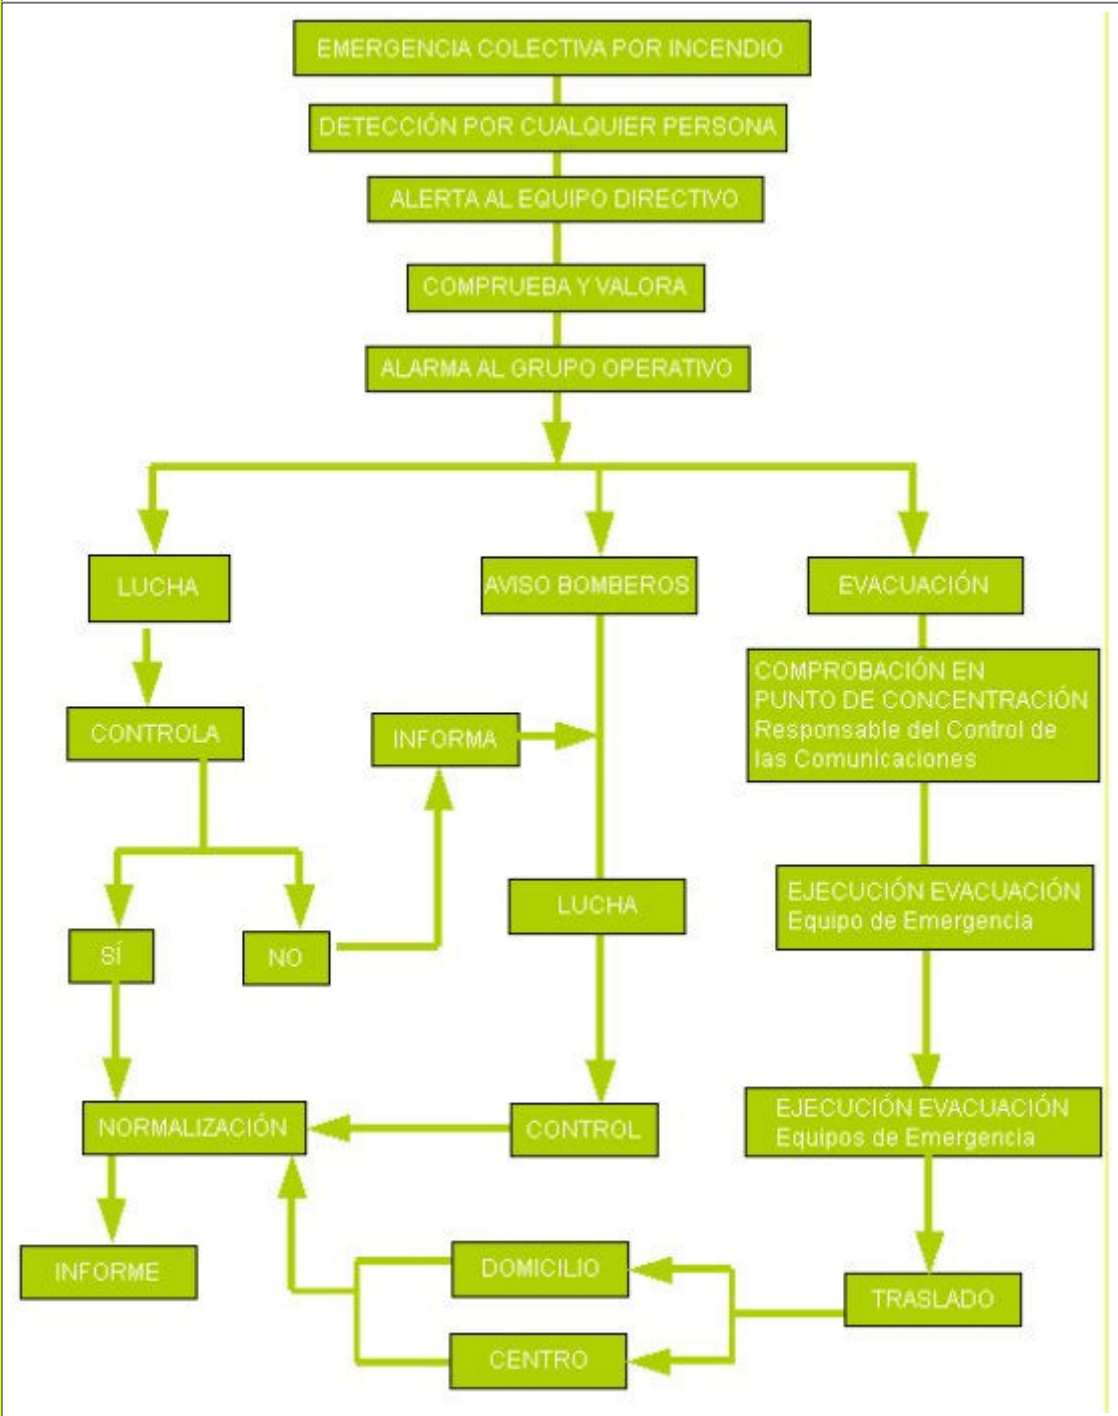 EMERGENCIA COLECTIVA POR INCENDIO
DETECCIÓN POR CUALQUIER PERSONA
ALERTA AL EQUIPO DIRECTIVO
COMPRUEBA Y VALORA
ALARMA AL GRUPO OPERATIVO
LUCHA
AVISO BOMBEROS
EVACUACIÓN
COMPROBACIÓN EN
PUNTO DE CONCENTRACIÓN
Responsable del Control de
las Comunicaciones
CONTROLA
INFORMA
LUCHA
EJECUCIÓN EVACUACIÓN
Equipo de Emergencia
SÍ
NO
NORMALIZACIÓN
CONTROL
EJECUCIÓN EVACUACIÓN
Equipos de Emergencia
INFORME
DOMICILIO
TRASLADO
CENTRO